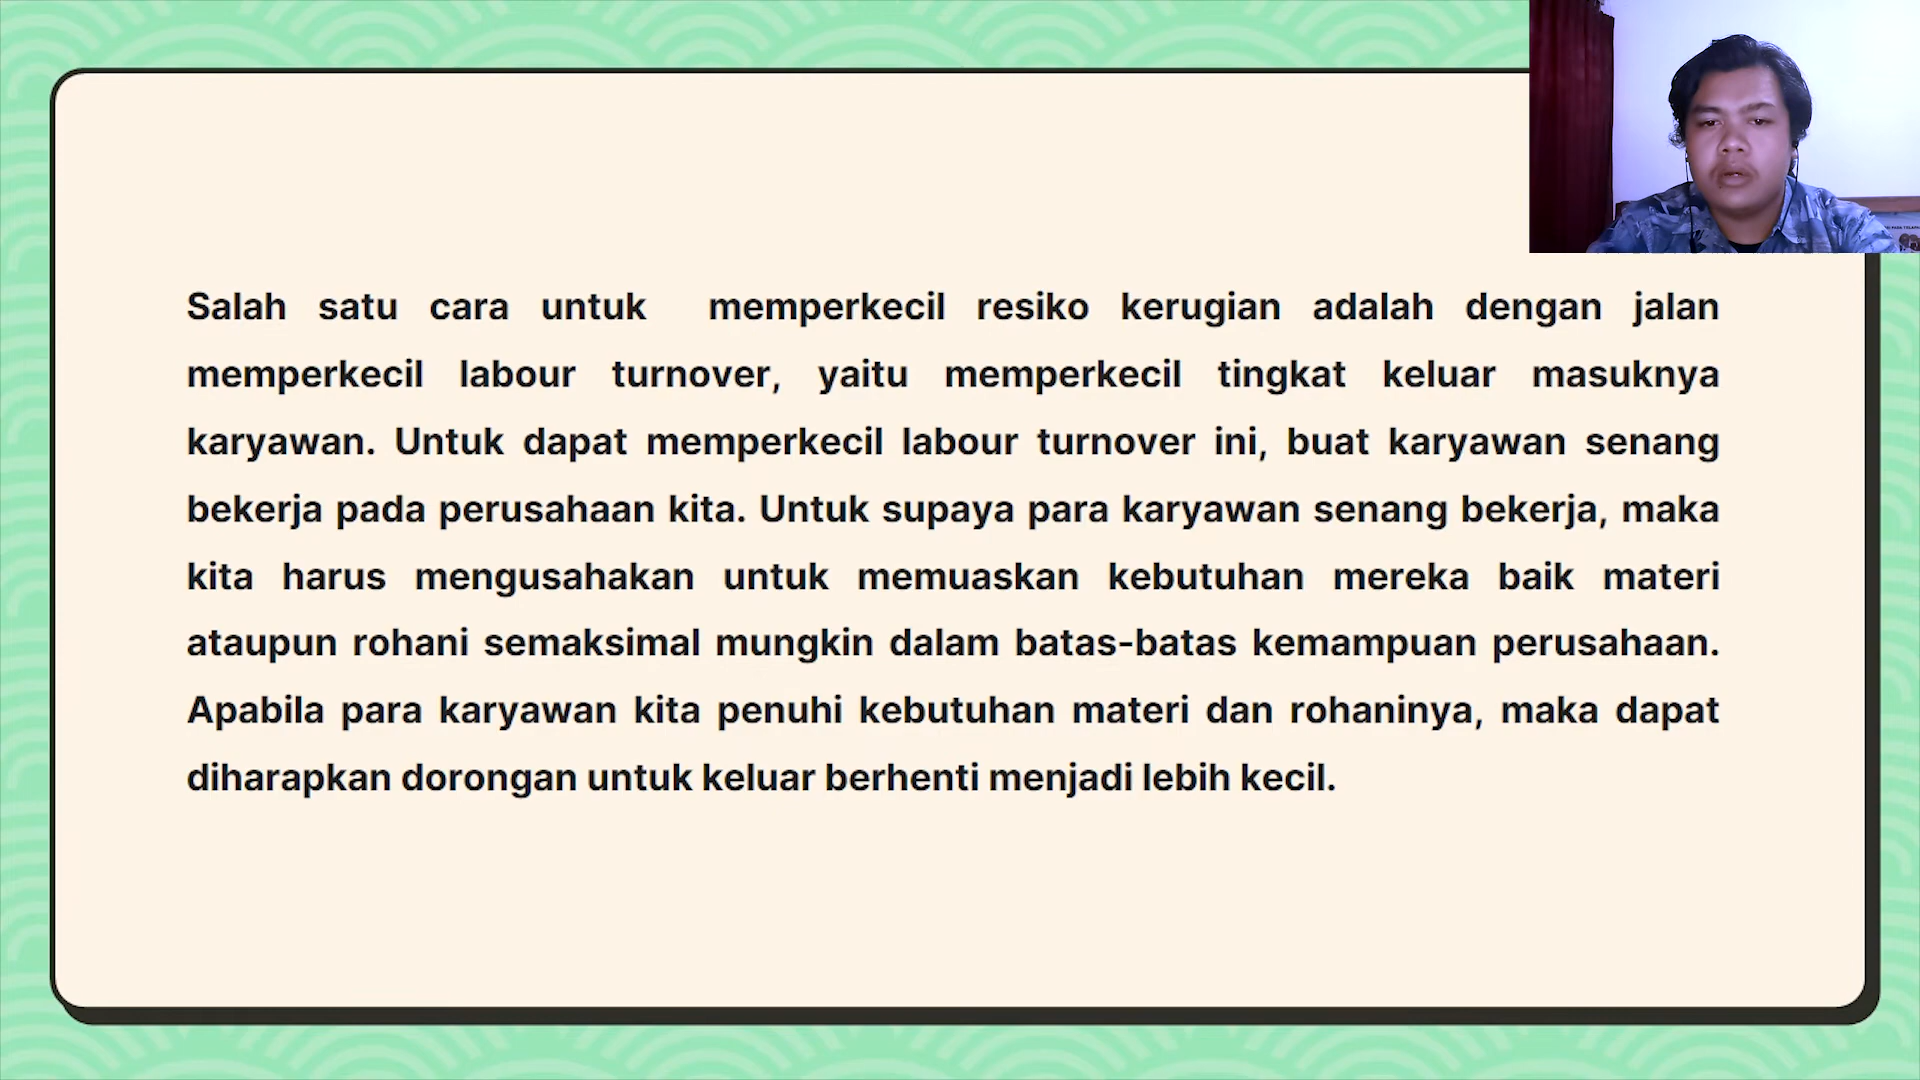 Salah satu cara untuk memperkecil resiko kerugian adalah dengan jalan
memperkecil labour turnover, yaitu memperkecil tingkat keluar masuknya
karyawan. Untuk dapat memperkecil labour turnover ini, buat karyawan senang
bekerja pada perusahaan kita. Untuk supaya para karyawan senang bekerja, maka
kita harus mengusahakan untuk memuaskan kebutuhan mereka baik materi
ataupun rohani semaksimal mungkin dalam batas-batas kemampuan perusahaan.
Apabila para karyawan kita penuhi kebutuhan materi dan rohaninya, maka dapat
diharapkan dorongan untuk keluar berhenti menjadi lebih kecil.